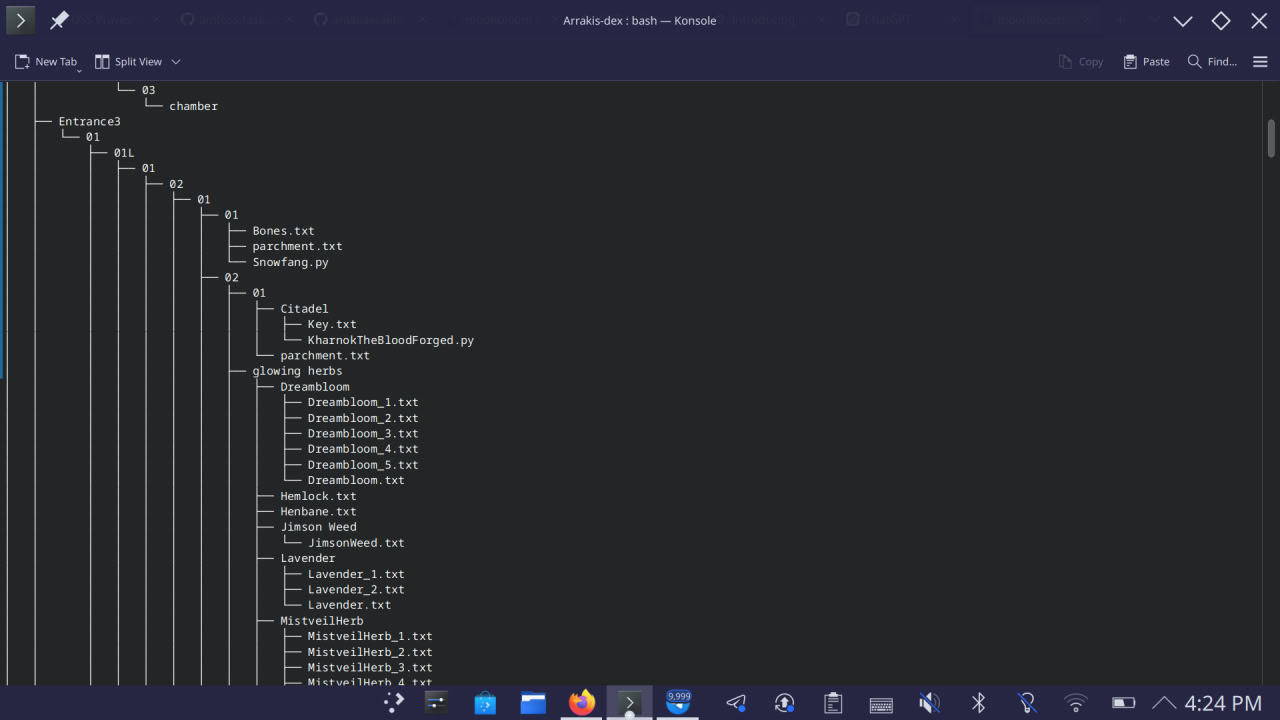 Arrakis-dex : bash — Konsole
New Tab Split View Copy Paste Find...
└── 03
└── chamber
├── Entrance3
└── 01
├── 01L
├── 01
├── 02
├── 01
├── 01
├── Bones.txt
├── parchment.txt
└── Snowfang.py
├── 02
├── 01
├── Citadel
├── Key.txt
└── KharnokTheBloodForged.py
└── parchment.txt
├── glowing herbs
├── Dreambloom
├── Dreambloom_1.txt
├── Dreambloom_2.txt
├── Dreambloom_3.txt
├── Dreambloom_4.txt
├── Dreambloom_5.txt
└── Dreambloom.txt
├── Hemlock.txt
├── Henbane.txt
├── Jimson Weed
└── JimsonWeed.txt
├── Lavender
├── Lavender_1.txt
├── Lavender_2.txt
└── Lavender.txt
├── MistveilHerb
├── MistveilHerb_1.txt
├── MistveilHerb_2.txt
├── MistveilHerb_3.txt
├── MistveilHerb_4.txt
9,999
4:24 PM